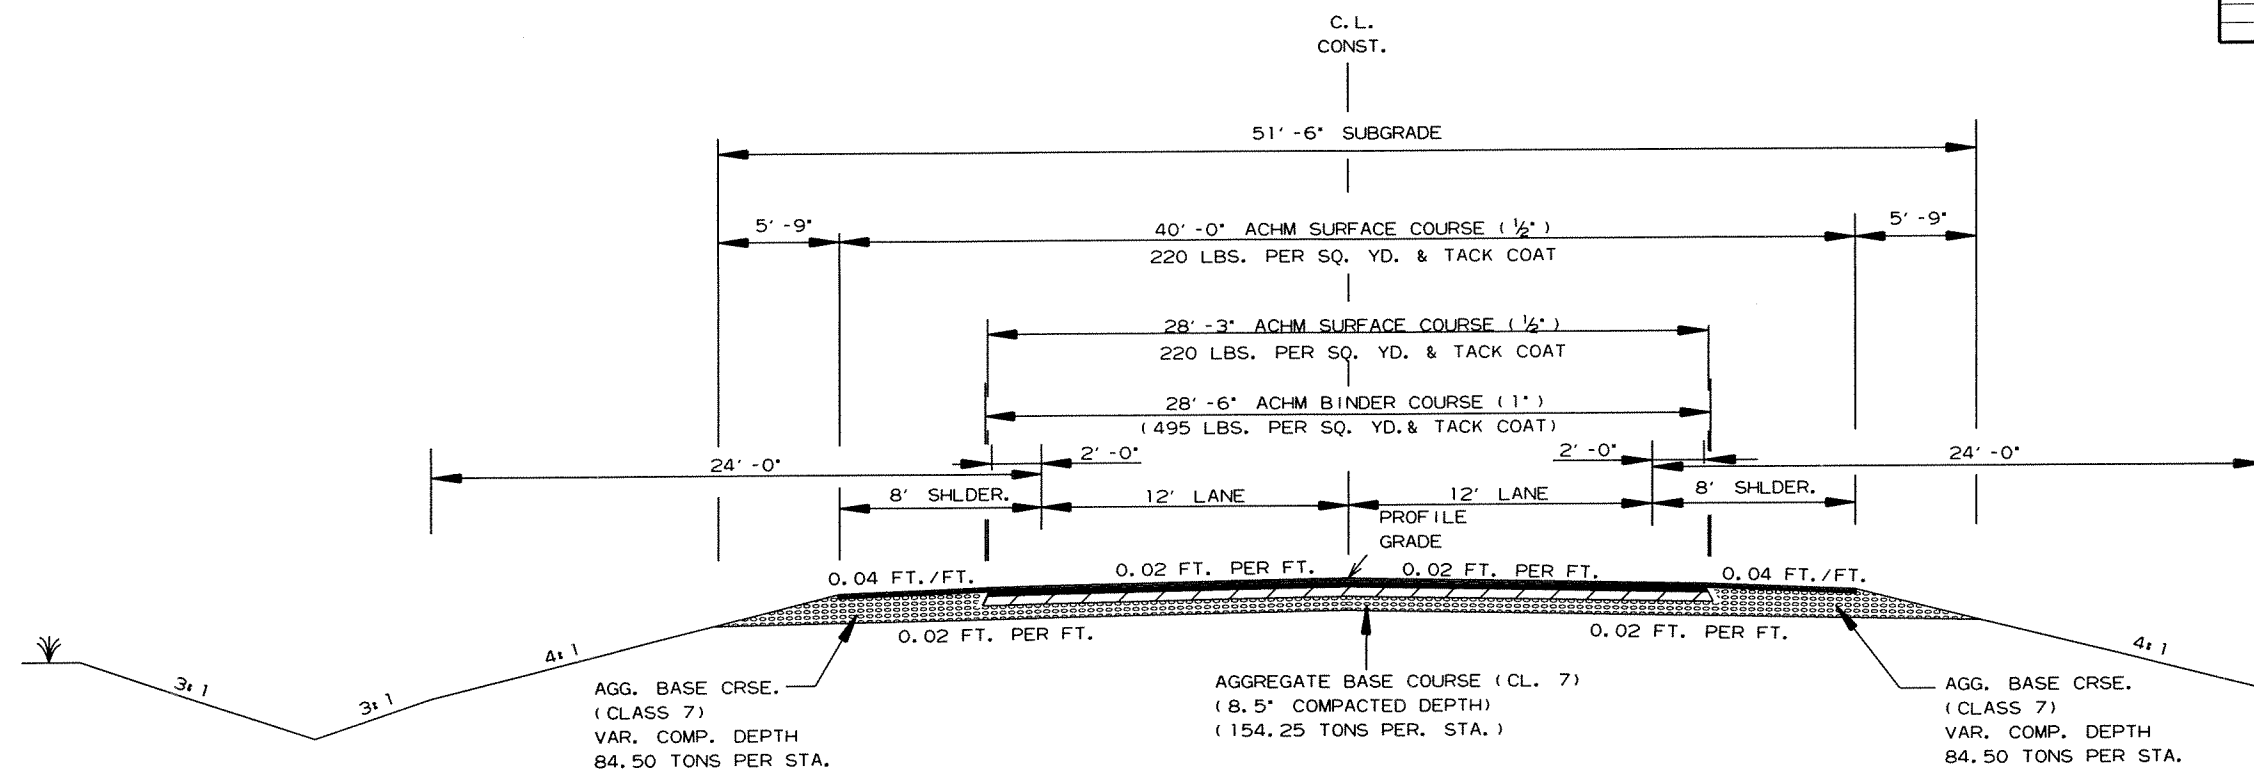 C.L.
CONST.
51'-6" SUBGRADE
5'-9"
40'-0" ACHM SURFACE COURSE (½")
5'-9"
220 LBS. PER SQ. YD. & TACK COAT
28'-3" ACHM SURFACE COURSE (½")
220 LBS. PER SQ. YD. & TACK COAT
28'-6" ACHM BINDER COURSE (1")
(495 LBS. PER SQ. YD.& TACK COAT)
24'-0"
2'-0"
2'-0"
24'-0"
8' SHLDER.
12' LANE
12' LANE
8' SHLDER.
PROFILE
GRADE
0.04 FT./FT.
0.02 FT. PER FT.
0.02 FT. PER FT.
0.04 FT./FT.
0.02 FT. PER FT.
0.02 FT. PER FT.
3:1
3:1
4:1
4:1
AGG. BASE CRSE.
(CLASS 7)
VAR. COMP. DEPTH
84.50 TONS PER STA.
AGGREGATE BASE COURSE (CL. 7)
(8.5" COMPACTED DEPTH)
(154.25 TONS PER. STA.)
AGG. BASE CRSE.
(CLASS 7)
VAR. COMP. DEPTH
84.50 TONS PER STA.